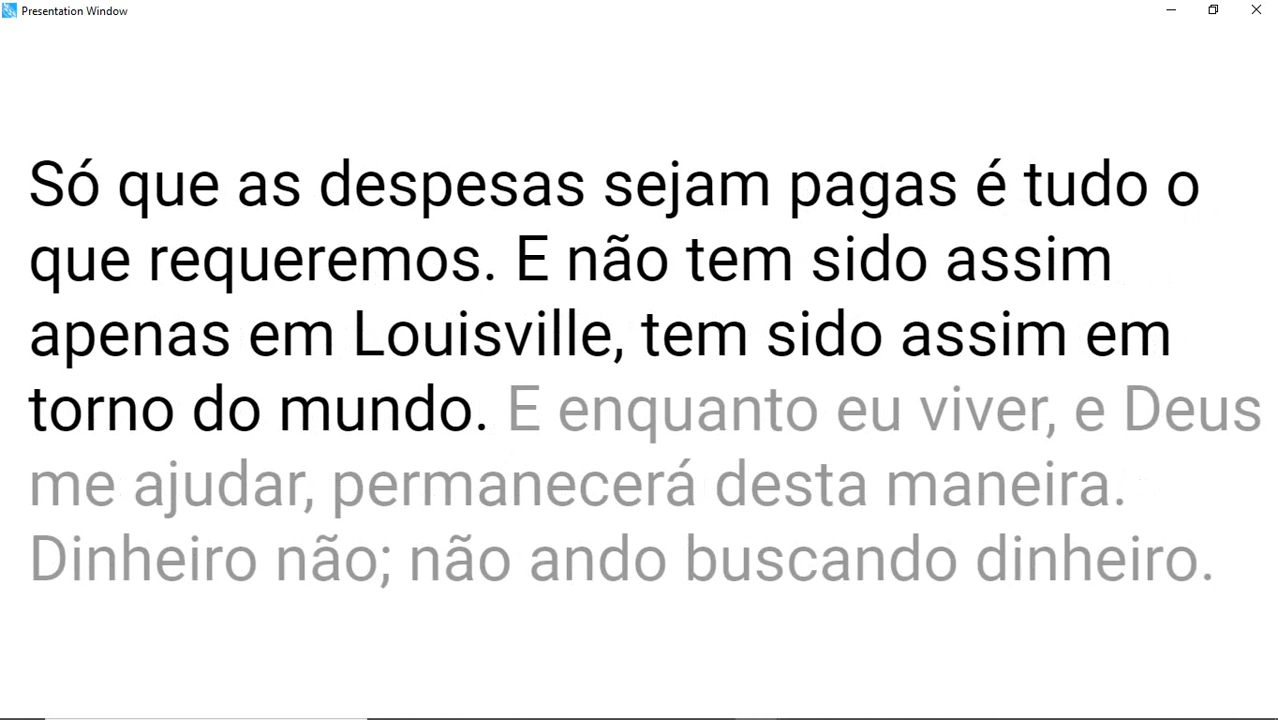 Presentation Window
Só que as despesas sejam pagas é tudo o
que requeremos. E não tem sido assim
apenas em Louisville, tem sido assim em
torno do mundo. E enquanto eu viver, e Deus
me ajudar, permanecerá desta maneira.
Dinheiro não; não ando buscando dinheiro.